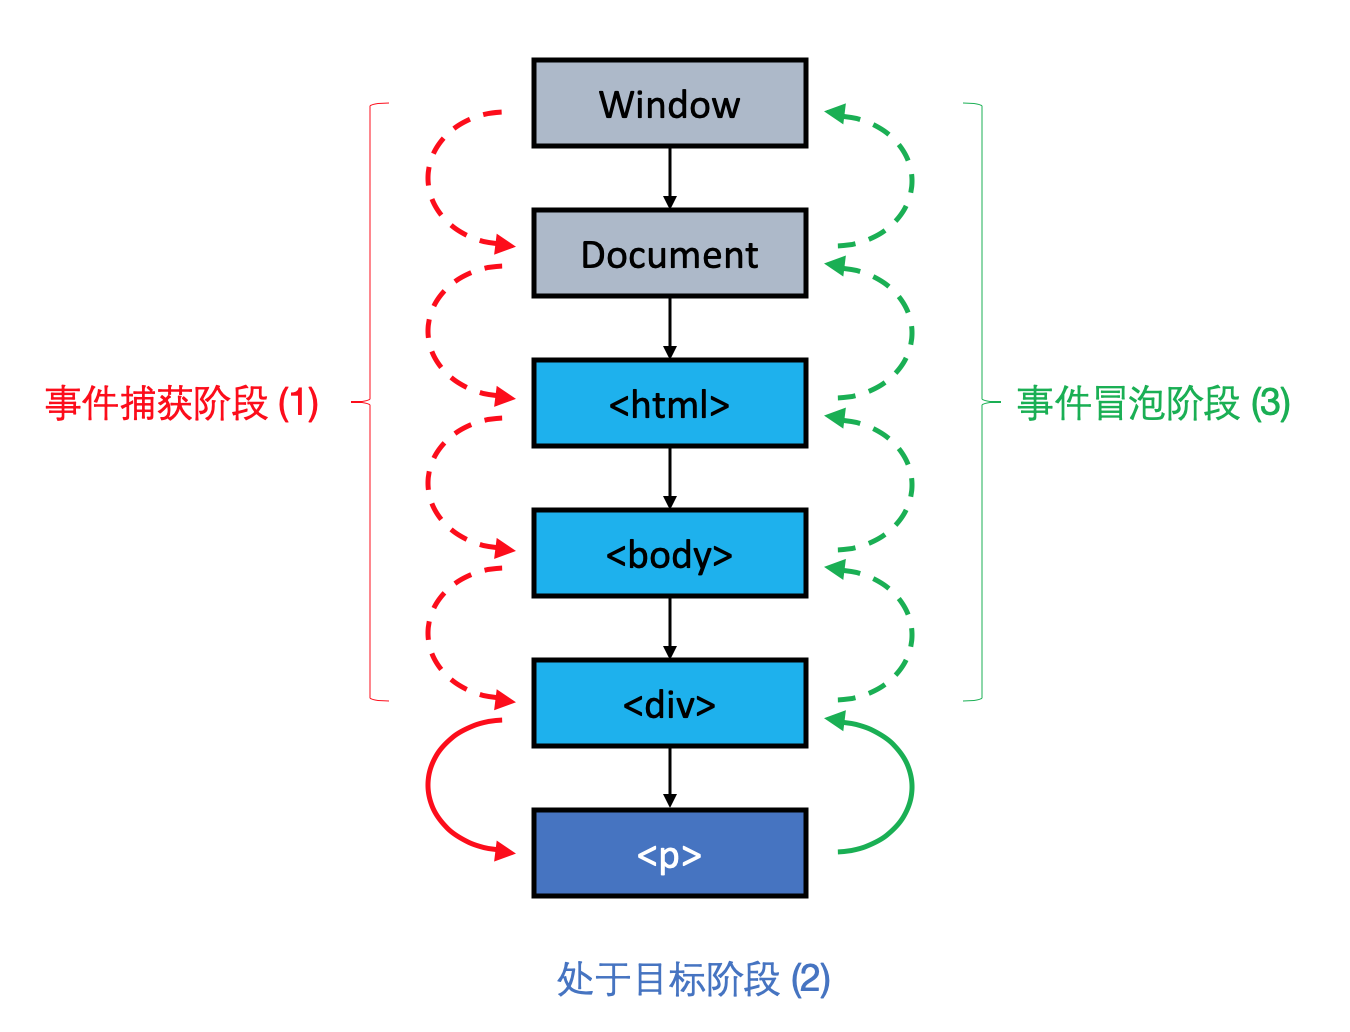 Window
Document
<html>
事件捕获阶段 (1)
事件冒泡阶段 (3)
<body>
<div>
<p>
处于目标阶段 (2)